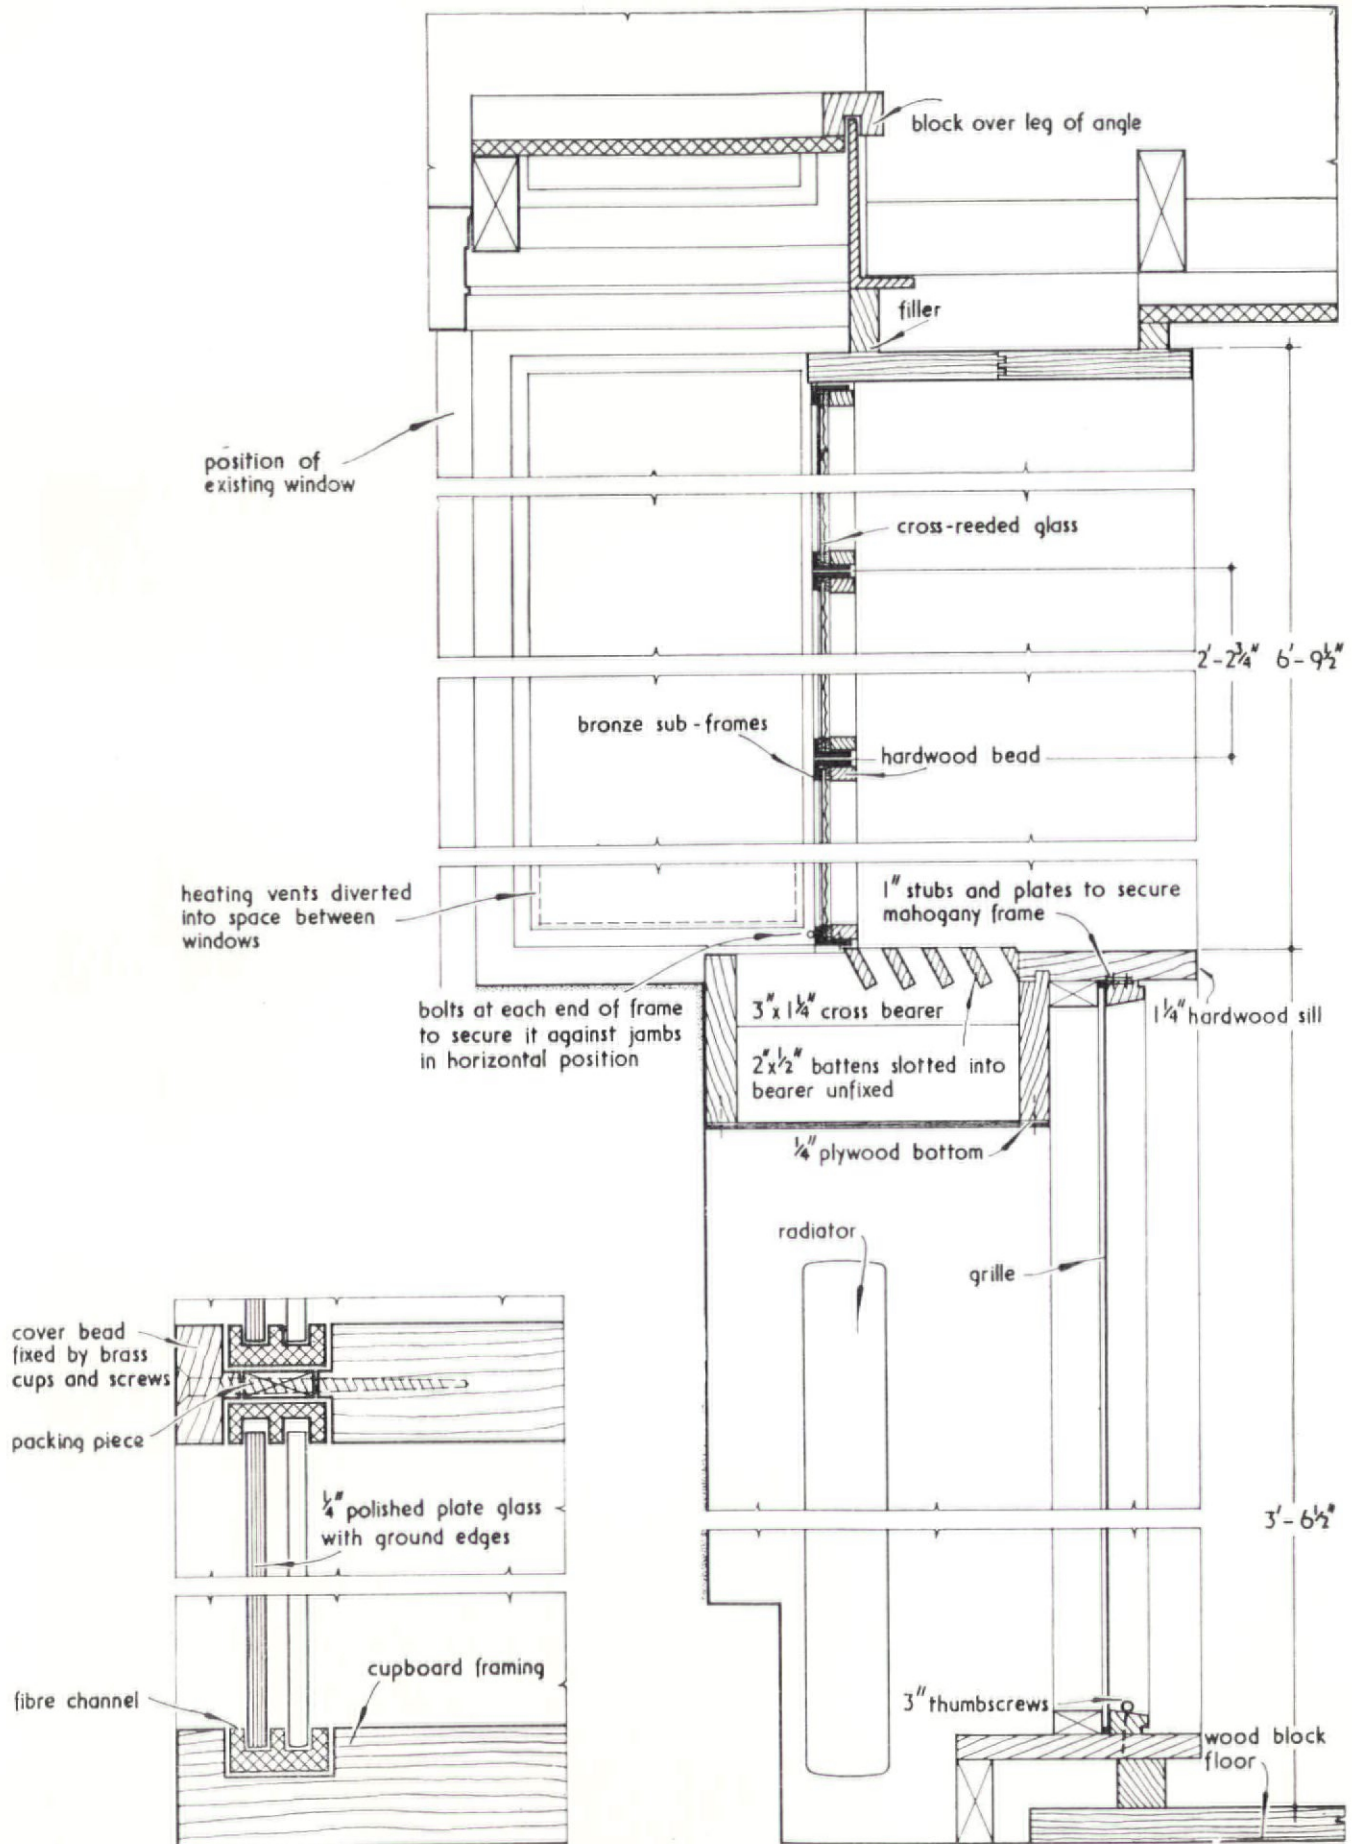 block over leg of angle
filler
position of
existing window
cross-reeded glass
2'-2¾" 6'-9½"
bronze sub-frames
hardwood bead
heating vents diverted
into space between
windows
1" stubs and plates to secure
mahogany frame
bolts at each end of frame
to secure it against jambs
in horizontal position
3" x 1¼" cross bearer
1¼" hardwood sill
2" x ½" battens slotted into
bearer unfixed
¼" plywood bottom
radiator
grille
cover bead
fixed by brass
cups and screws
packing piece
¼" polished plate glass
with ground edges
3'-6½"
cupboard framing
fibre channel
3" thumbscrews
wood block
floor